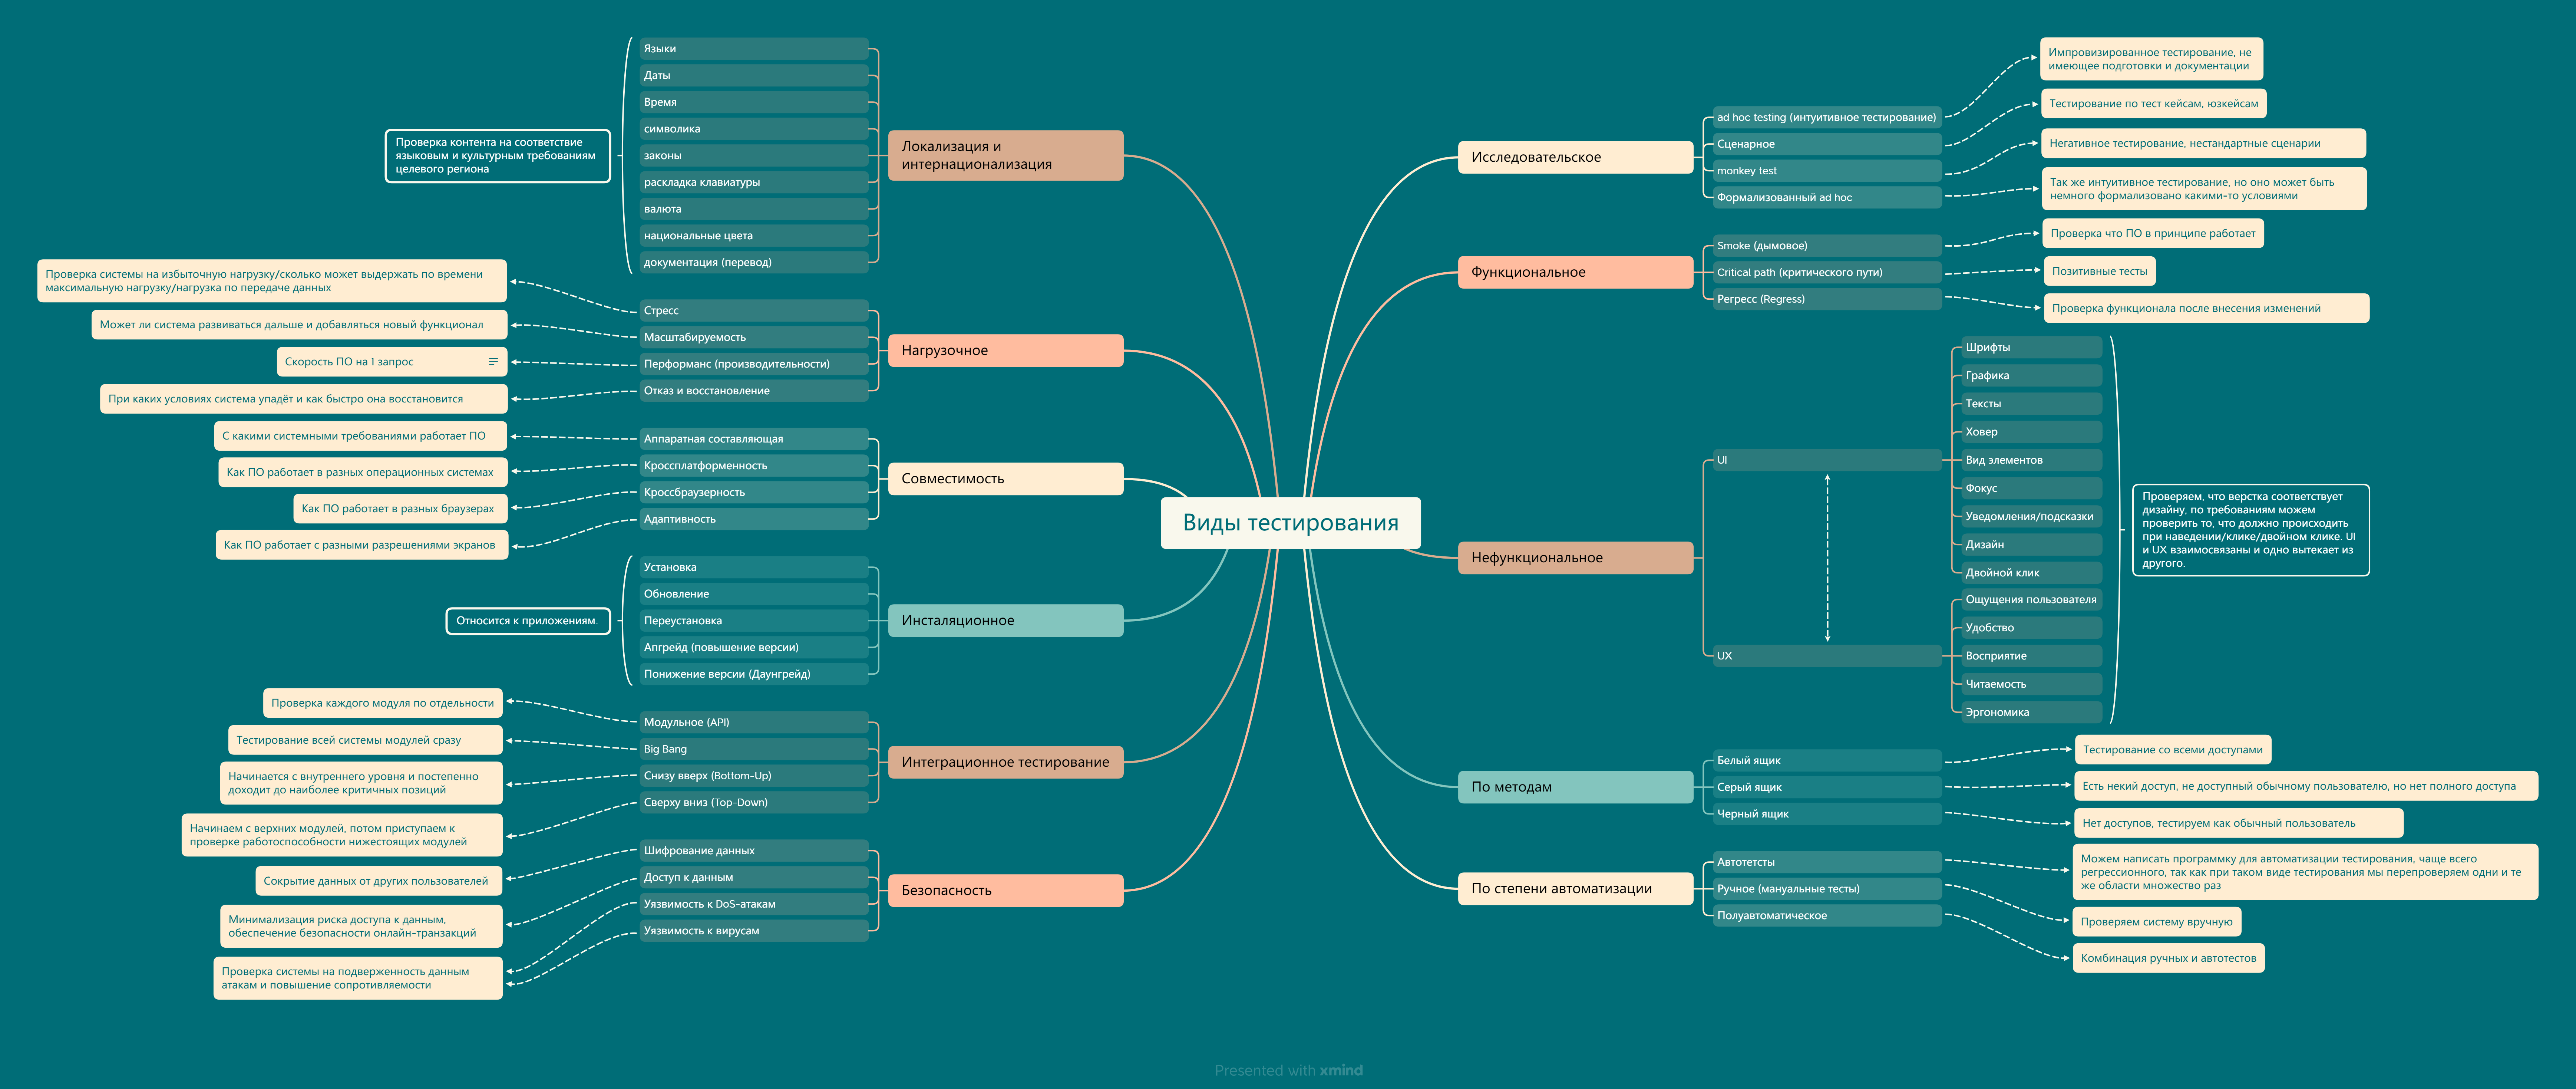 Виды тестирования
Исследовательское
ad hoc testing (интуитивное тестирование)
Импровизированное тестирование, не
имеющее подготовки и документации
Сценарное
Тестирование по тест кейсам, юзкейсам
monkey test
Негативное тестирование, нестандартные сценарии
Формализованный ad hoc
Так же интуитивное тестирование, но оно может быть
немного формализовано какими-то условиями
Функциональное
Smoke (дымовое)
Проверка что ПО в принципе работает
Critical path (критического пути)
Позитивные тесты
Регресс (Regress)
Проверка функционала после внесения изменений
Нефункциональное
UI
Шрифты
Графика
Тексты
Ховер
Вид элементов
Фокус
Уведомления/подсказки
Дизайн
Двойной клик
UX
Ощущения пользователя
Удобство
Восприятие
Читаемость
Эргономика
Проверяем, что верстка соответствует
дизайну, по требованиям можем
проверить то, что должно происходить
при наведении/клике/двойном клике. UI
и UX взаимосвязаны и одно вытекает из
другого.
По методам
Белый ящик
Тестирование со всеми доступами
Серый ящик
Есть некий доступ, не доступный обычному пользователю, но нет полного доступа
Черный ящик
Нет доступов, тестируем как обычный пользователь
По степени автоматизации
Автотетсты
Можем написать программку для автоматизации тестирования, чаще всего
регрессионного, так как при таком виде тестирования мы перепроверяем одни и те
же области множество раз
Ручное (мануальные тесты)
Проверяем систему вручную
Полуавтоматическое
Комбинация ручных и автотестов
Локализация и
интернационализация
Языки
Даты
Время
символика
законы
раскладка клавиатуры
валюта
национальные цвета
документация (перевод)
Проверка контента на соответствие
языковым и культурным требованиям
целевого региона
Нагрузочное
Стресс
Проверка системы на избыточную нагрузку/сколько может выдержать по времени
максимальную нагрузку/нагрузка по передаче данных
Масштабируемость
Может ли система развиваться дальше и добавляться новый функционал
Перформанс (производительности)
Скорость ПО на 1 запрос
Отказ и восстановление
При каких условиях система упадёт и как быстро она восстановится
Совместимость
Аппаратная составляющая
С какими системными требованиями работает ПО
Кроссплатформенность
Как ПО работает в разных операционных системах
Кроссбраузерность
Как ПО работает в разных браузерах
Адаптивность
Как ПО работает с разными разрешениями экранов
Инсталяционное
Установка
Обновление
Переустановка
Апгрейд (повышение версии)
Понижение версии (Даунгрейд)
Относится к приложениям.
Интеграционное тестирование
Модульное (API)
Проверка каждого модуля по отдельности
Big Bang
Тестирование всей системы модулей сразу
Снизу вверх (Bottom-Up)
Начинается с внутреннего уровня и постепенно
доходит до наиболее критичных позиций
Сверху вниз (Top-Down)
Начинаем с верхних модулей, потом приступаем к
проверке работоспособности нижестоящих модулей
Безопасность
Шифрование данных
Сокрытие данных от других пользователей
Доступ к данным
Минимализация риска доступа к данным,
обеспечение безопасности онлайн-транзакций
Уязвимость к DoS-атакам
Уязвимость к вирусам
Проверка системы на подверженность данным
атакам и повышение сопротивляемости
Presented with xmind